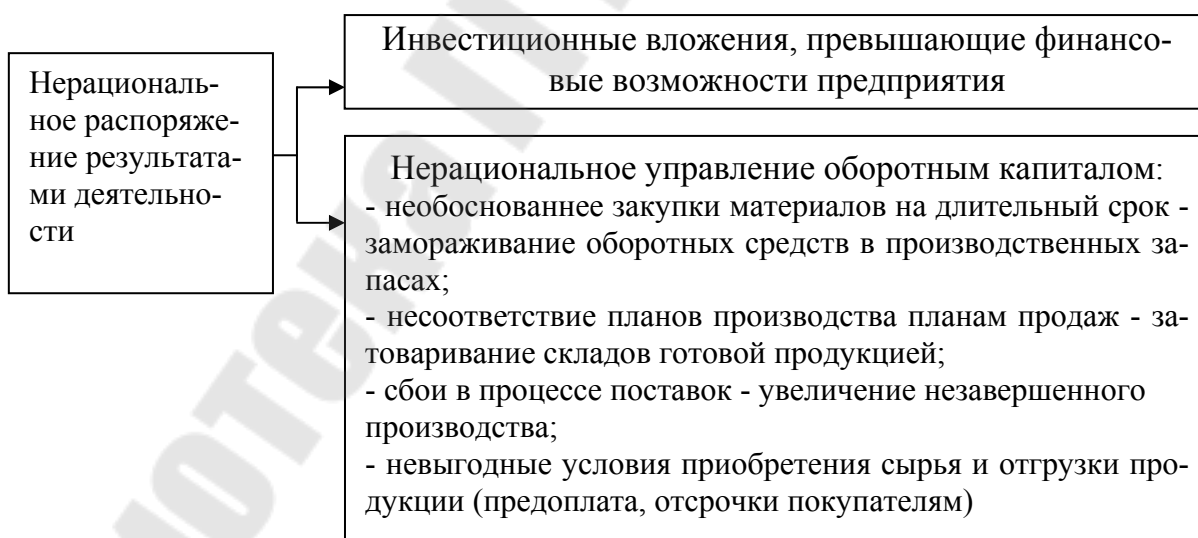 Нерациональ-
ное распоряже-
ние результата-
ми деятельно-
сти
Инвестиционные вложения, превышающие финансо-
вые возможности предприятия
Нерациональное управление оборотным капиталом:
- необоснованнее закупки материалов на длительный срок -
замораживание оборотных средств в производственных за-
пасах;
- несоответствие планов производства планам продаж - за-
товаривание складов готовой продукцией;
- сбои в процессе поставок - увеличение незавершенного
производства;
- невыгодные условия приобретения сырья и отгрузки про-
дукции (предоплата, отсрочки покупателям)